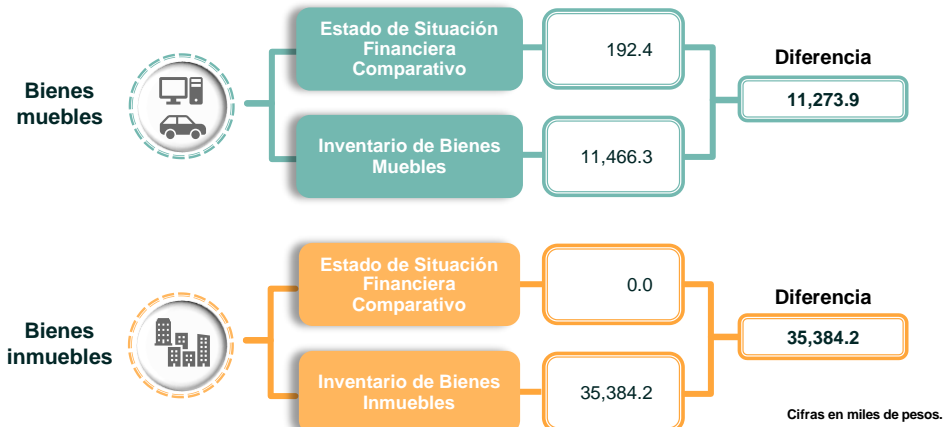 Bienes
muebles
Estado de Situación
Financiera
Comparativo
192.4
Inventario de Bienes
Muebles
11,466.3
Diferencia
11,273.9
Bienes
inmuebles
Estado de Situación
Financiera
Comparativo
0.0
Inventario de Bienes
Inmuebles
35,384.2
Diferencia
35,384.2
Cifras en miles de pesos.